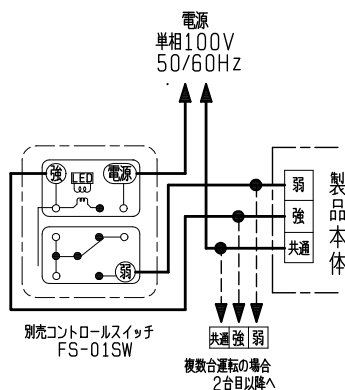 電源
単相100V
50/60Hz
強
LED
電源
弱
弱
強
共通
製品本体
別売コントロールスイッチ
FS-01SW
共通 強 弱
複数台運転の場合
2台目以降へ